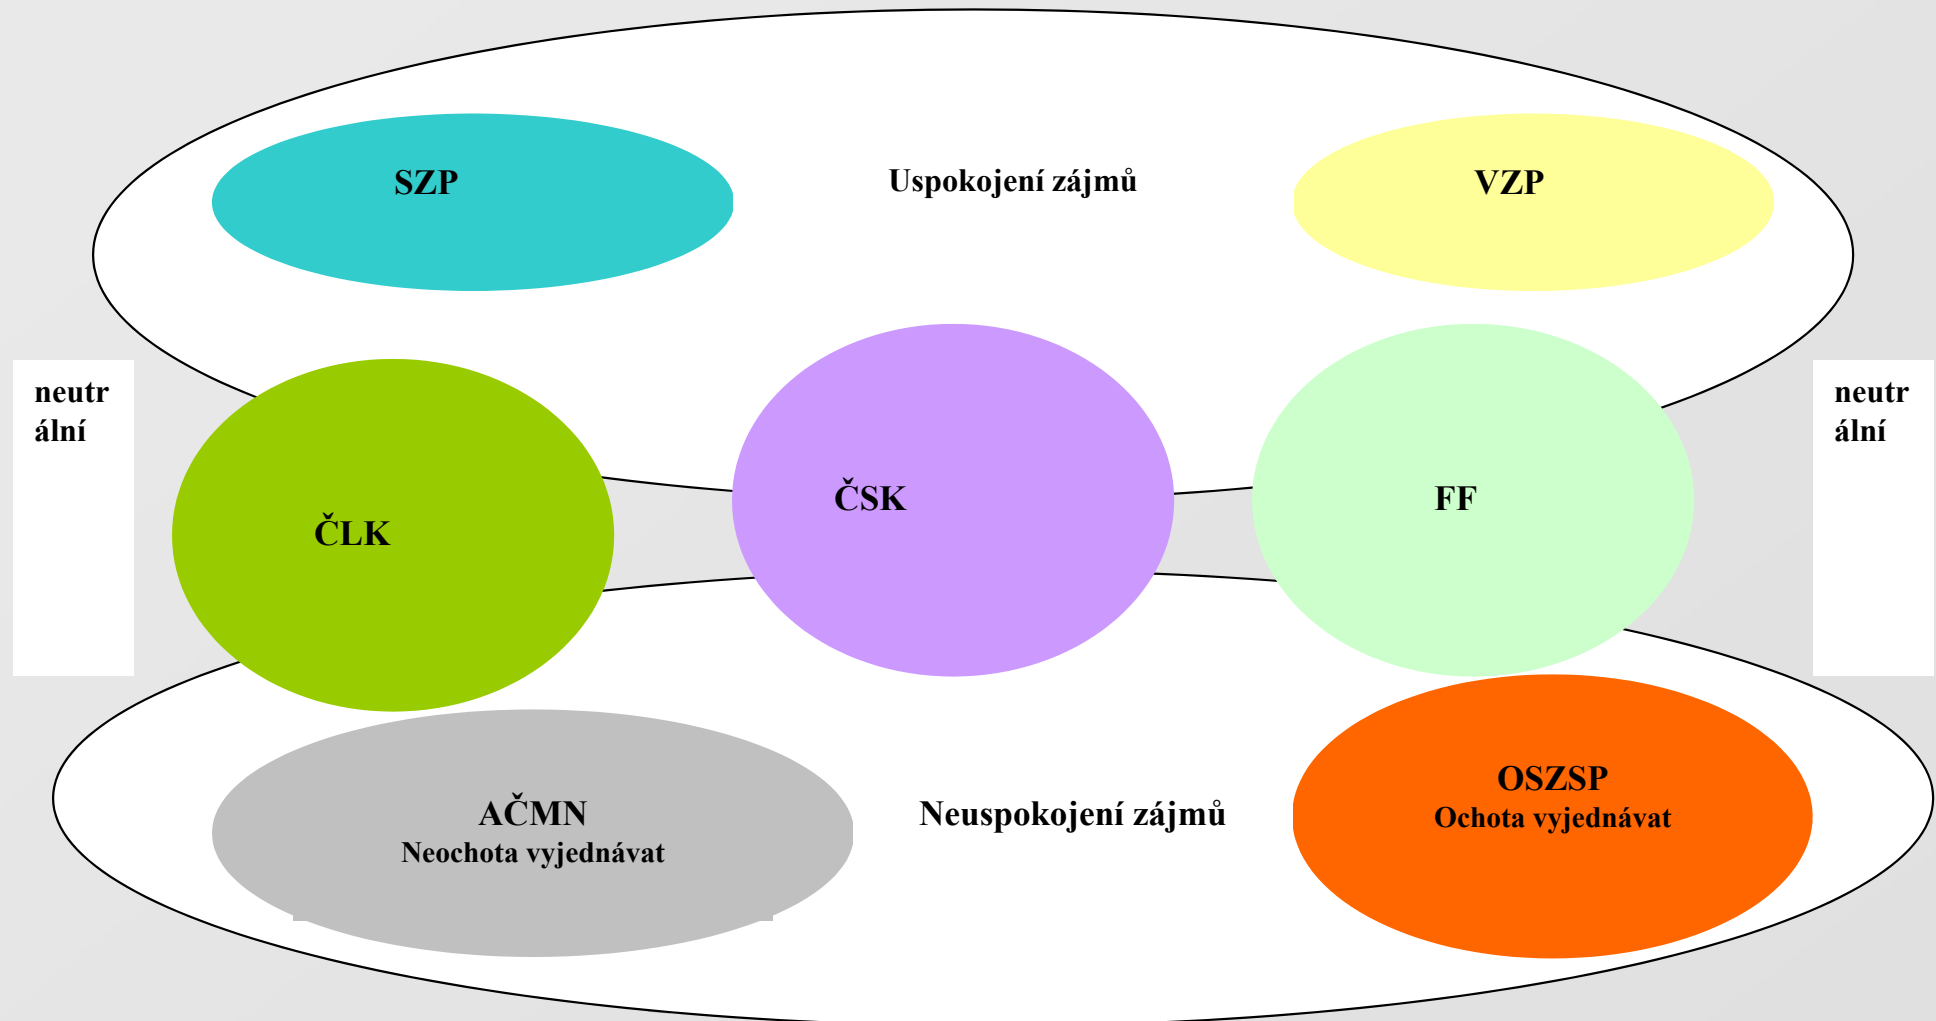 SZP
Uspokojení zájmů
VZP
neutr
ální
neutr
ální
ČLK
ČSK
FF
AČMN
Neochota vyjednávat
Neuspokojení zájmů
OSZSP
Ochota vyjednávat